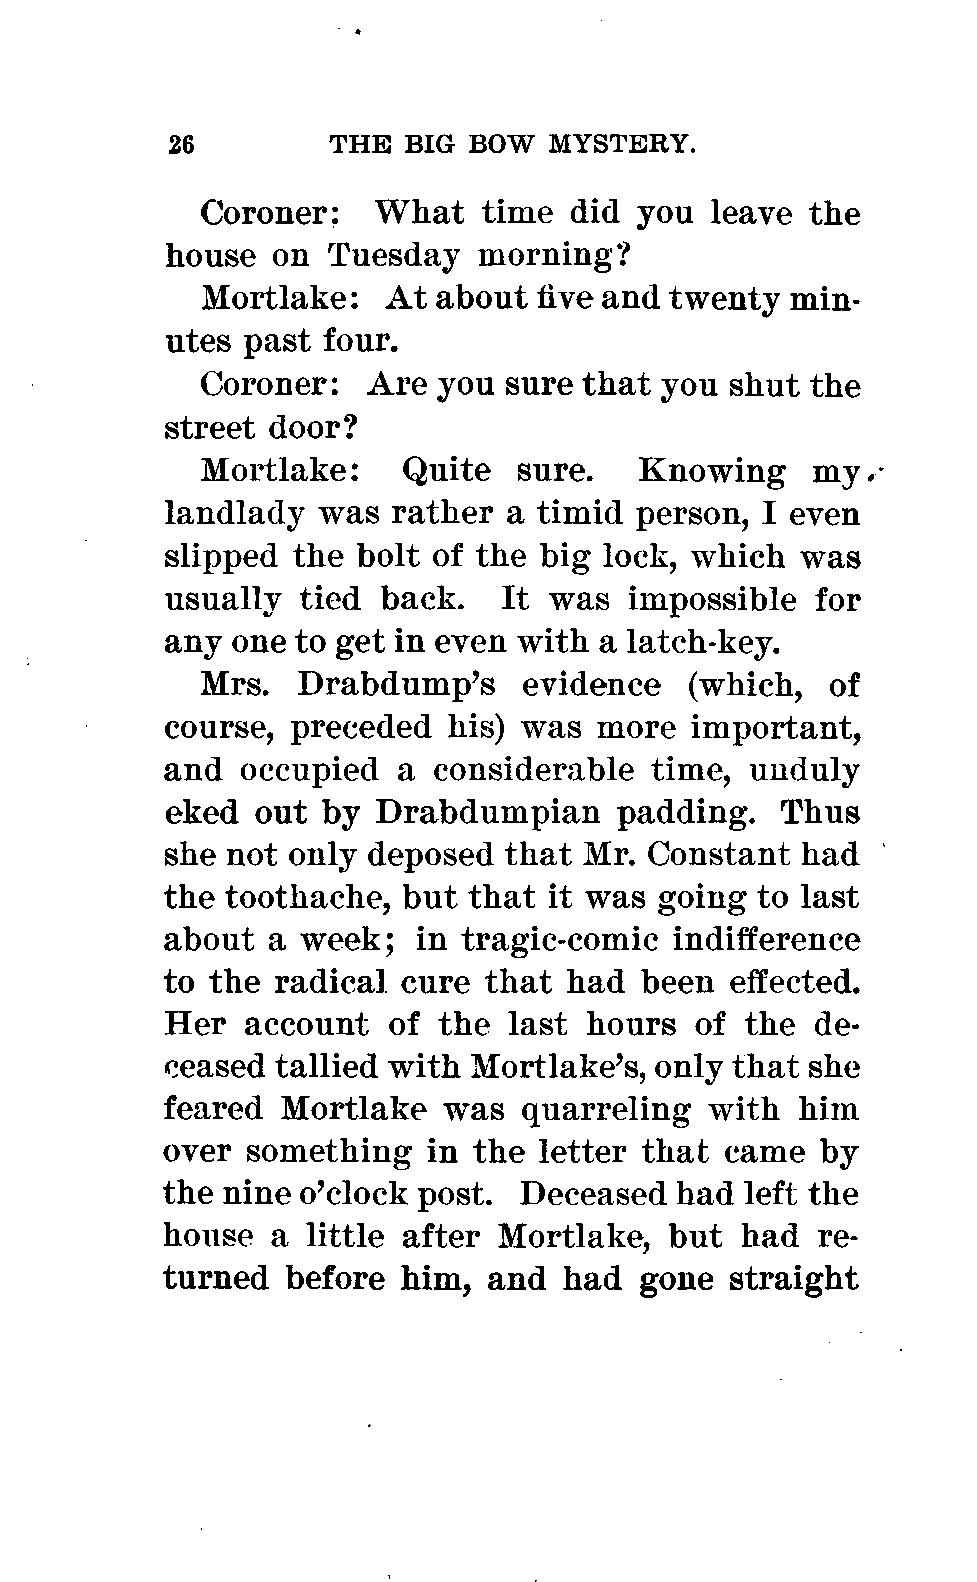 26 THE BIG BOW MYSTERY.
Coroner: What time did you leave the
house on Tuesday morning?
Mortlake: At about five and twenty min-
utes past four.
Coroner: Are you sure that you shut the
street door?
Mortlake: Quite sure. Knowing my
landlady was rather a timid person, I even
slipped the bolt of the big lock, which was
usually tied back. It was impossible for
any one to get in even with a latch-key.
Mrs. Drabdump's evidence (which, of
course, preceded his) was more important,
and occupied a considerable time, unduly
eked out by Drabdumpian padding. Thus
she not only deposed that Mr. Constant had
the toothache, but that it was going to last
about a week; in tragic-comic indifference
to the radical cure that had been effected.
Her account of the last hours of the de-
ceased tallied with Mortlake's, only that she
feared Mortlake was quarreling with him
over something in the letter that came by
the nine o'clock post. Deceased had left the
house a little after Mortlake, but had re-
turned before him, and had gone straight